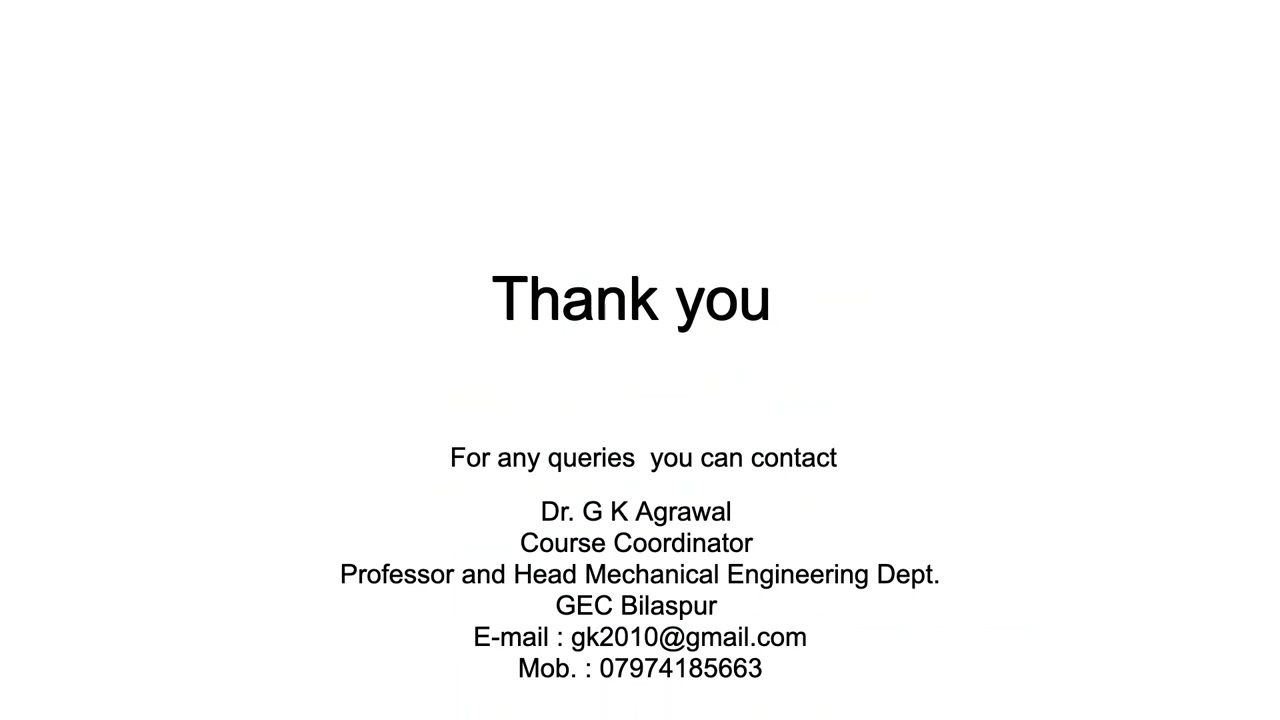 Thank you
For any queries  you can contact
Dr. G K Agrawal
Course Coordinator
Professor and Head Mechanical Engineering Dept.
GEC Bilaspur
E-mail : gk2010@gmail.com
Mob. : 07974185663